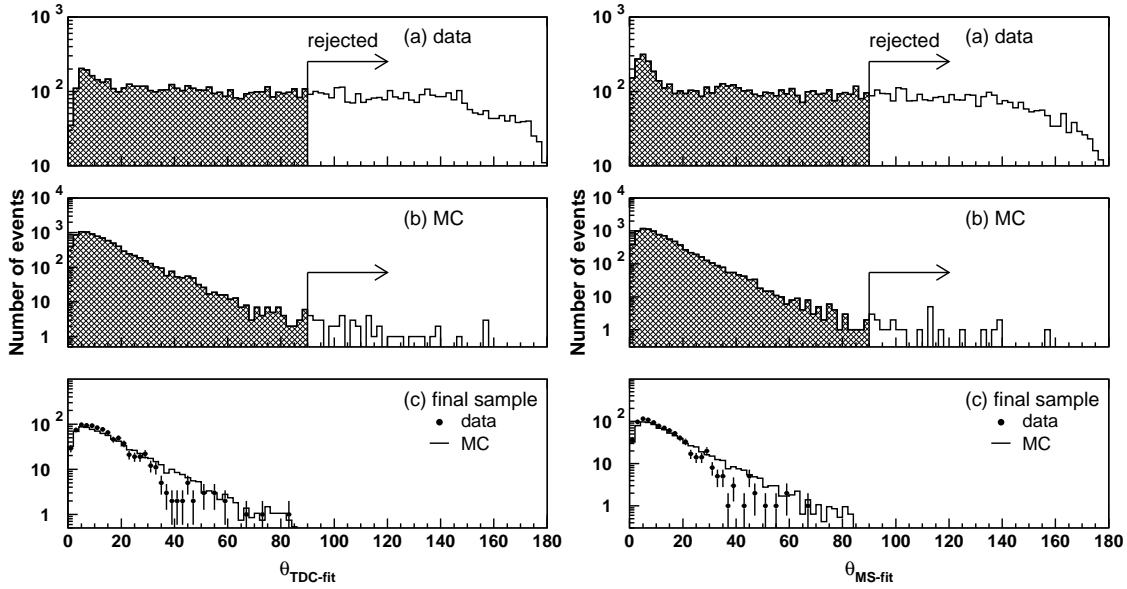 10³
(a) data
rejected
10²
10
10³
(a) data
rejected
10²
10
Number of events
10⁴
(b) MC
10³
10²
10
1
Number of events
10⁴
(b) MC
10³
10²
10
1
(c) final sample
data
MC
10²
10
1
0 20 40 60 80 100 120 140 160 180
θTDC-fit
(c) final sample
data
MC
10²
10
1
0 20 40 60 80 100 120 140 160 180
θMS-fit